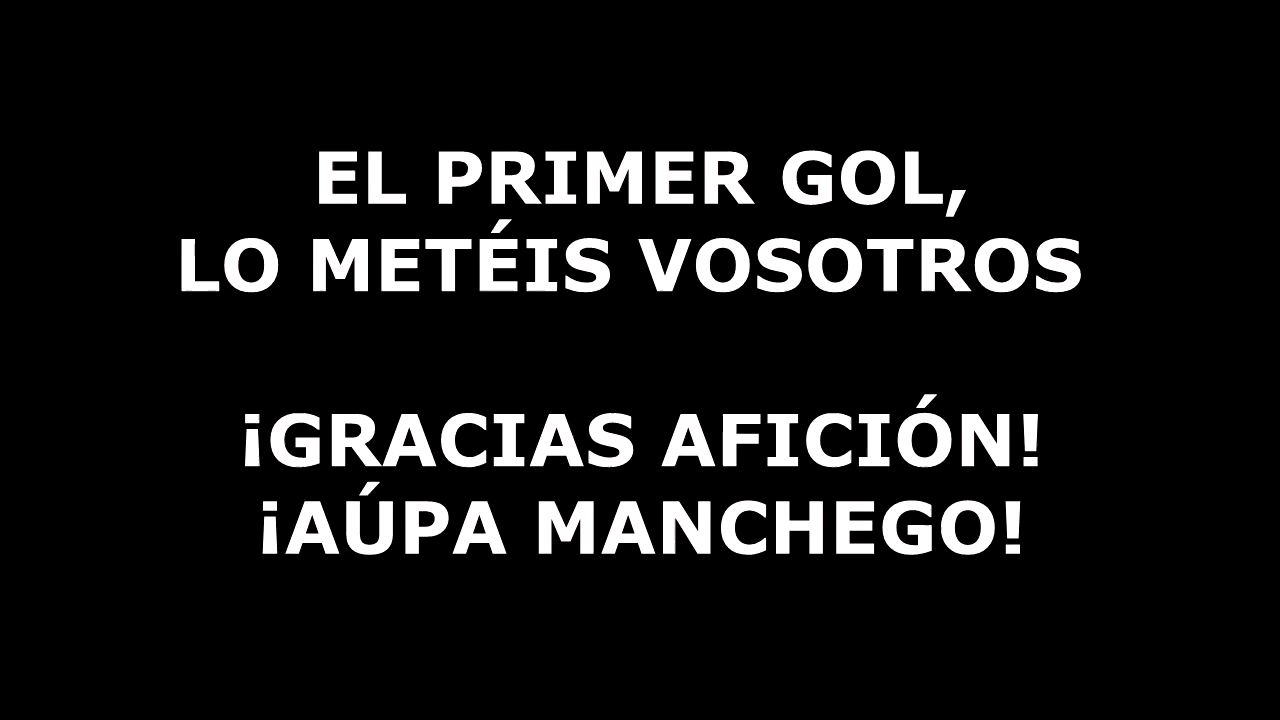 EL PRIMER GOL,
LO METÉIS VOSOTROS
¡GRACIAS AFICIÓN!
¡AÚPA MANCHEGO!